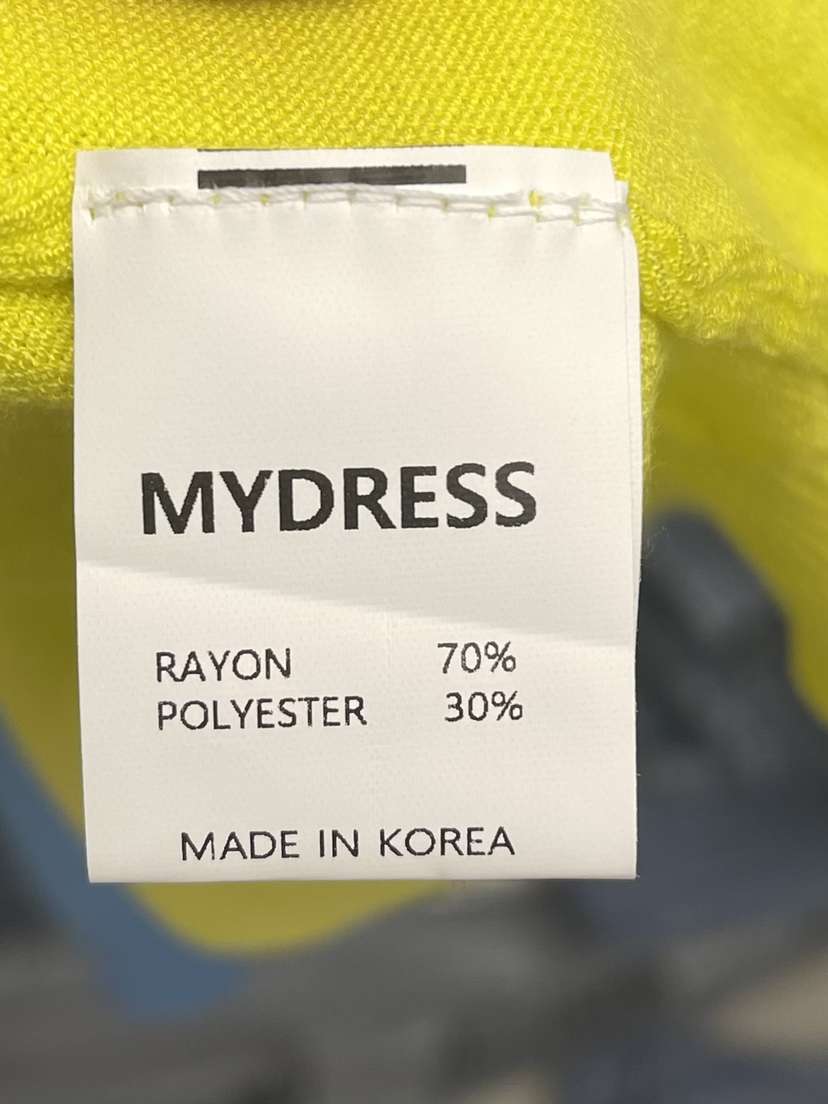 MYDRESS
RAYON 70%
POLYESTER 30%
MADE IN KOREA